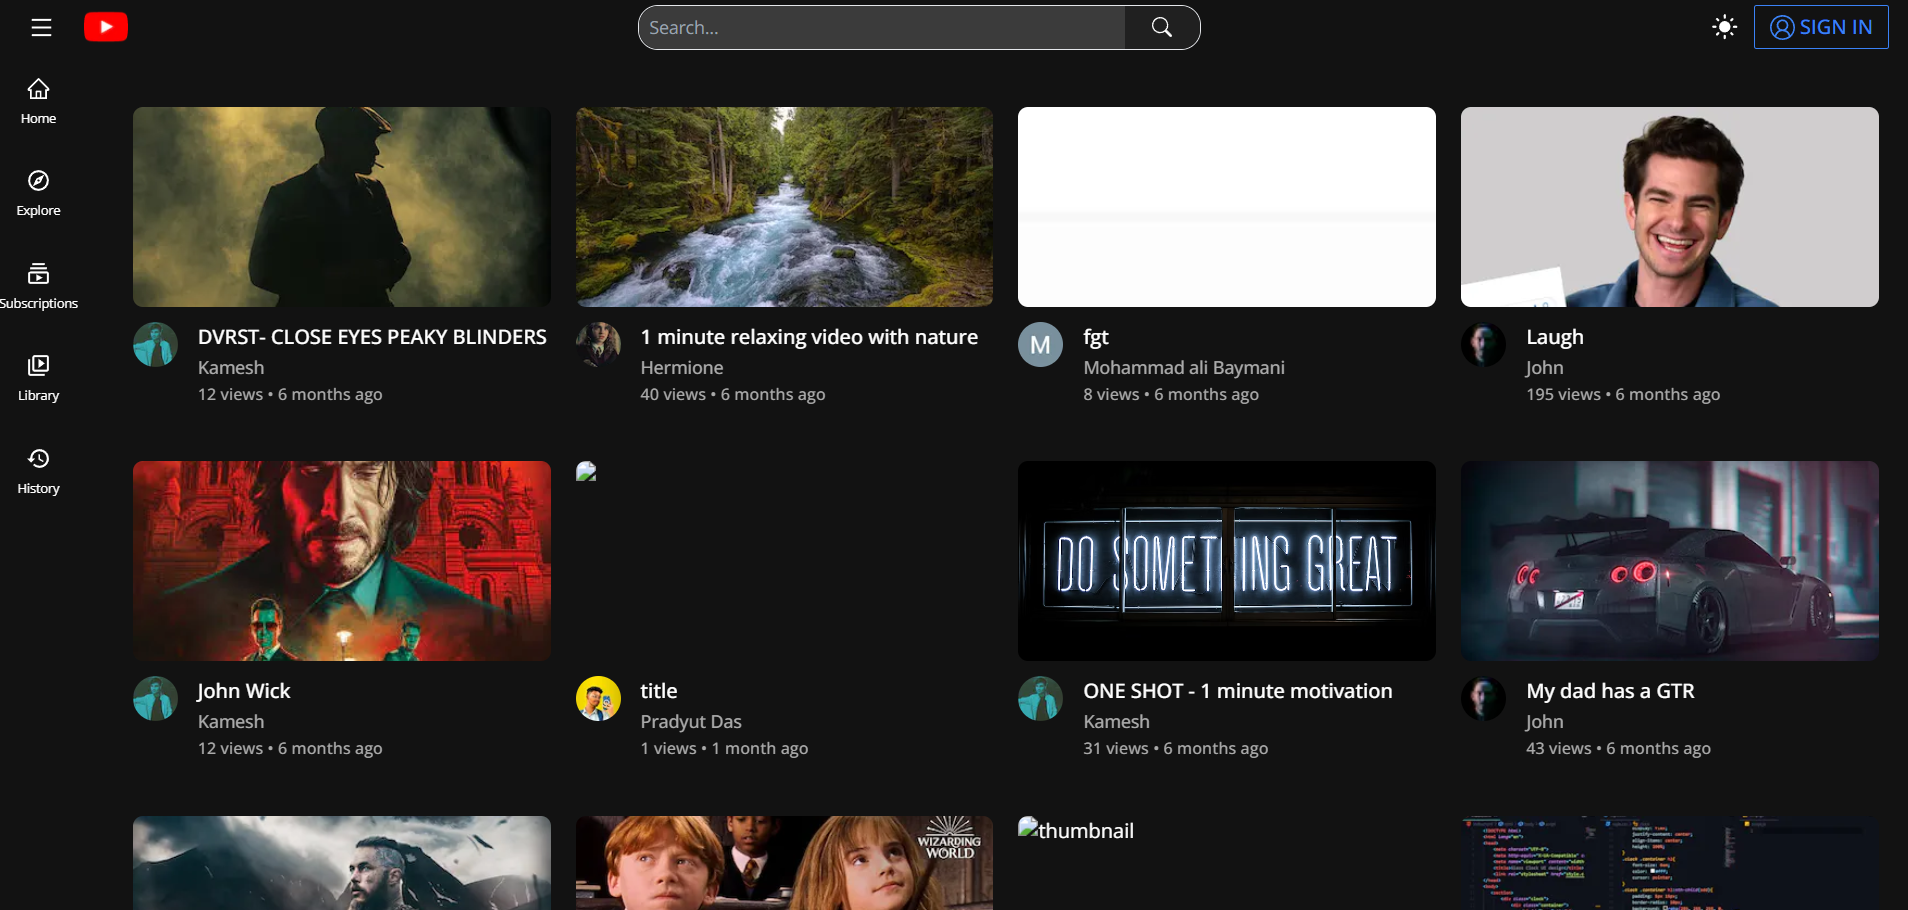 Search...
SIGN IN
Home
Explore
Subscriptions
Library
History
DVRST- CLOSE EYES PEAKY BLINDERS
Kamesh
12 views • 6 months ago
1 minute relaxing video with nature
Hermione
40 views • 6 months ago
M
fgt
Mohammad ali Baymani
8 views • 6 months ago
Laugh
John
195 views • 6 months ago
DO SOMETHING GREAT
John Wick
Kamesh
12 views • 6 months ago
title
Pradyut Das
1 views • 1 month ago
ONE SHOT - 1 minute motivation
Kamesh
31 views • 6 months ago
My dad has a GTR
John
43 views • 6 months ago
WIZARDING
WORLD
thumbnail